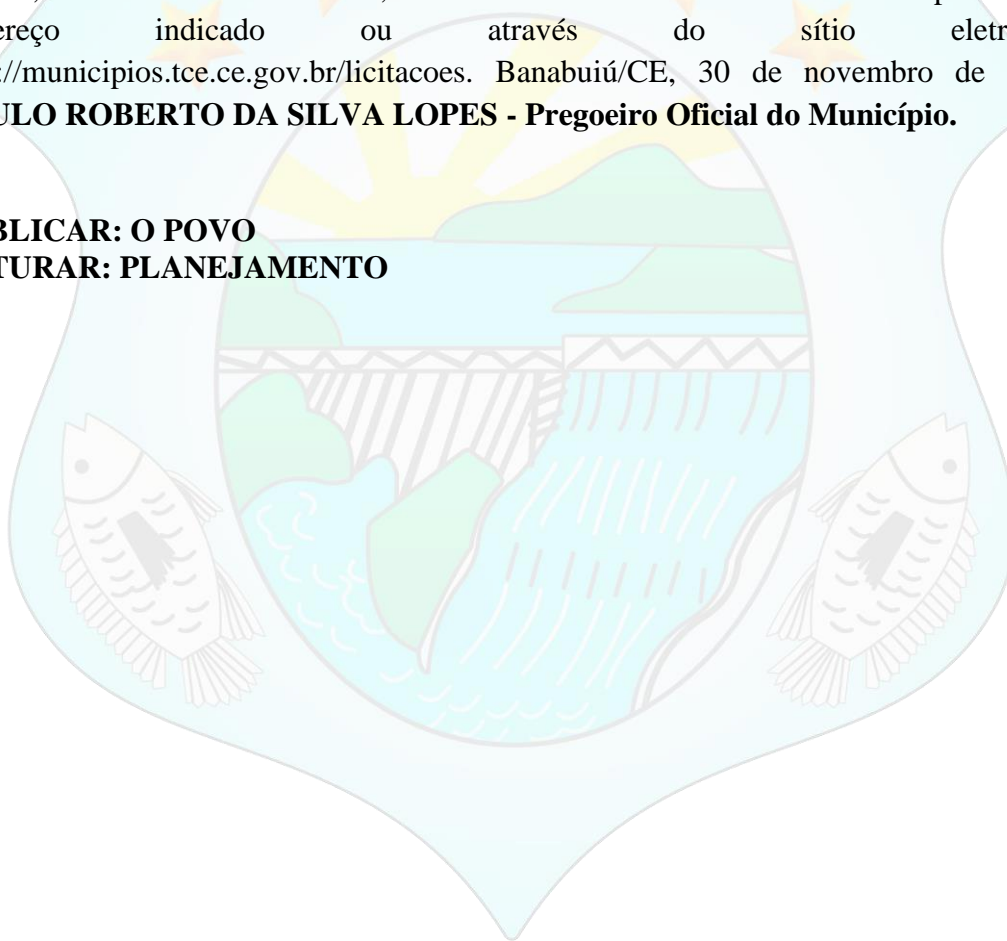 ereço indicado ou através do sítio eletr
://municipios.tce.ce.gov.br/licitacoes. Banabuiú/CE, 30 de novembro de
ULO ROBERTO DA SILVA LOPES - Pregoeiro Oficial do Município.
BLICAR: O POVO
TURAR: PLANEJAMENTO